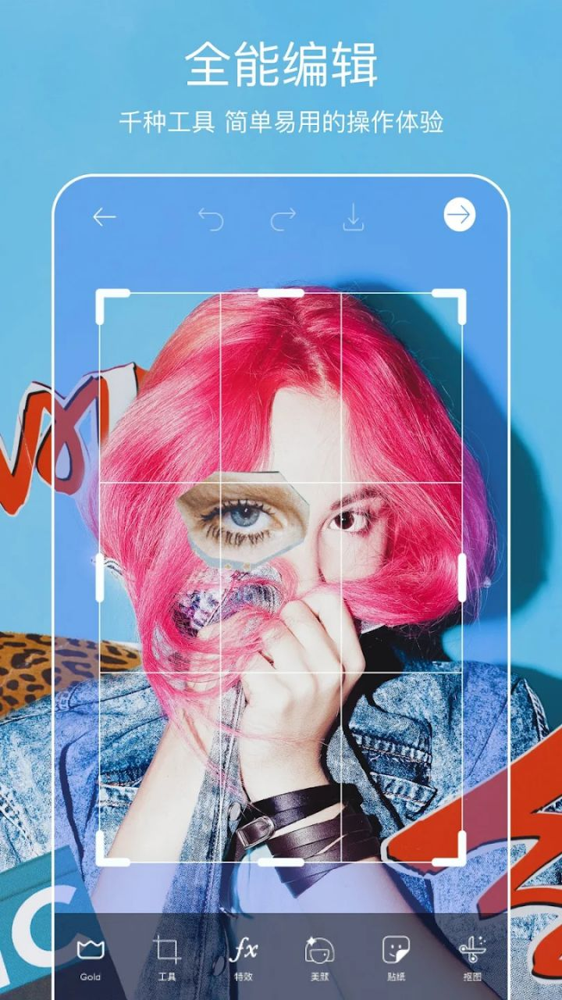 全能编辑
千种工具 简单易用的操作体验
Gold
工具
fx
特效
美颜
贴纸
抠图